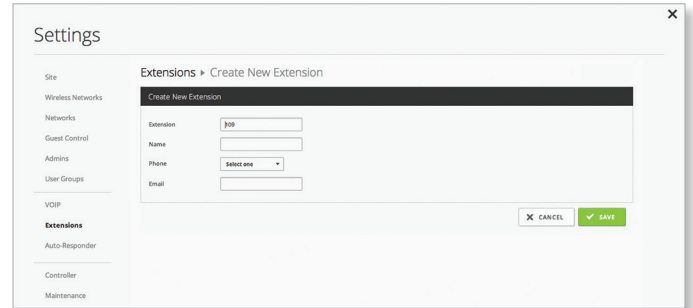 Settings
Site
Wireless Networks
Networks
Guest Control
Admins
User Groups
VOIP
Extensions
Auto-Responder
Controller
Maintenance
Extensions ▸ Create New Extension
Create New Extension
Extension 100
Name
Phone Select one
Email
CANCEL SAVE